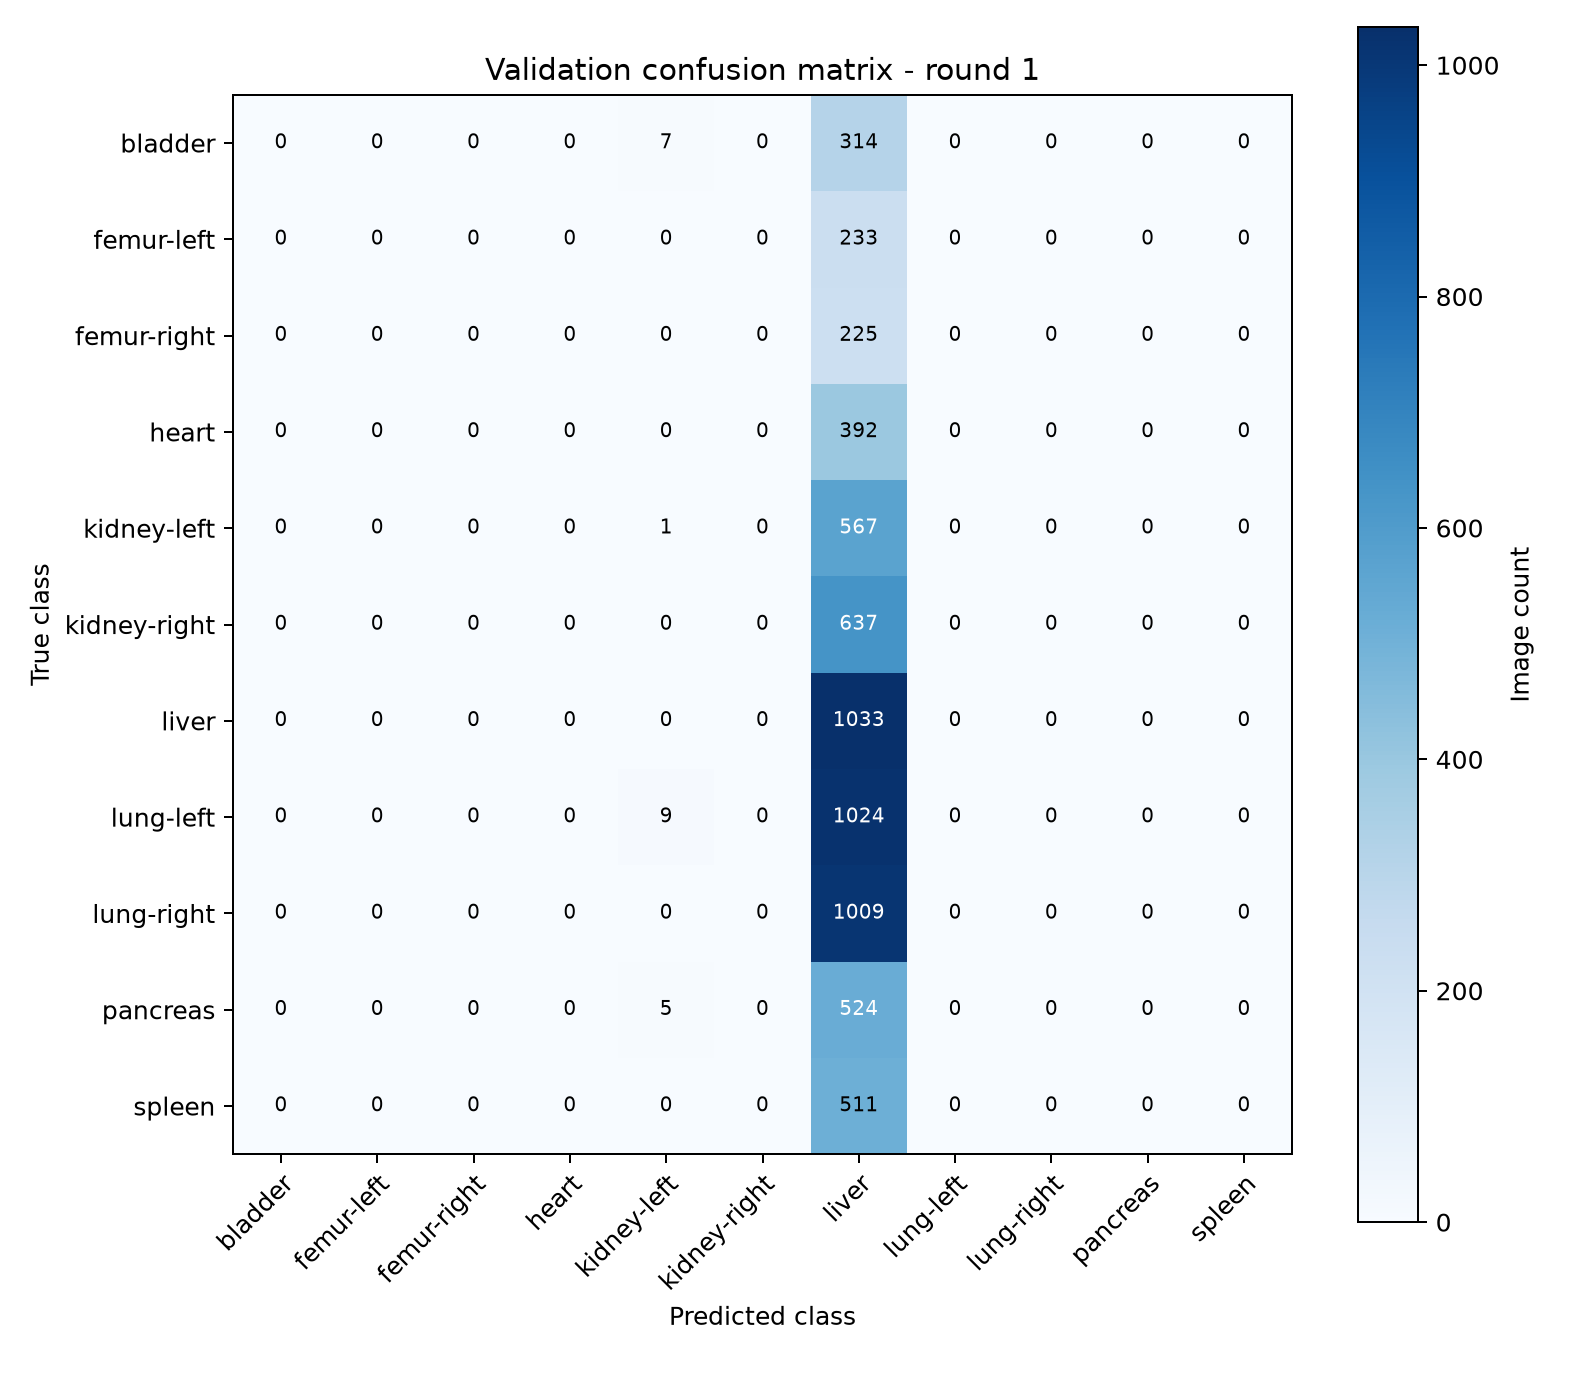 Validation confusion matrix - round 1
True class
bladder 0 0 0 0 7 0 314 0 0 0 0
femur-left 0 0 0 0 0 0 233 0 0 0 0
femur-right 0 0 0 0 0 0 225 0 0 0 0
heart 0 0 0 0 0 0 392 0 0 0 0
kidney-left 0 0 0 0 1 0 567 0 0 0 0
kidney-right 0 0 0 0 0 0 637 0 0 0 0
liver 0 0 0 0 0 0 1033 0 0 0 0
lung-left 0 0 0 0 9 0 1024 0 0 0 0
lung-right 0 0 0 0 0 0 1009 0 0 0 0
pancreas 0 0 0 0 5 0 524 0 0 0 0
spleen 0 0 0 0 0 0 511 0 0 0 0
bladder femur-left femur-right heart kidney-left kidney-right liver lung-left lung-right pancreas spleen
Predicted class
1000
800
600
400
200
0
Image count